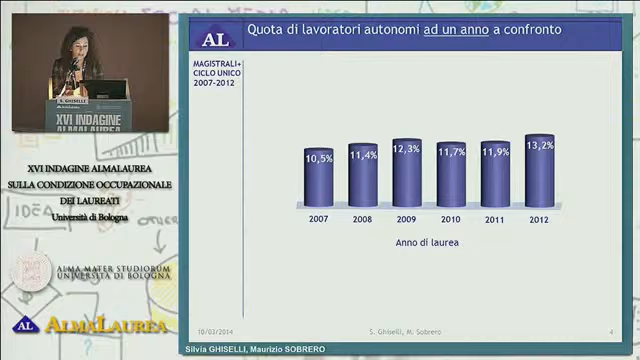 S. GHISELLI
XVI INDAGINE
ALMALAUREA
XVI INDAGINE ALMALAUREA
SULLA CONDIZIONE OCCUPAZIONALE
DEI LAUREATI
Università di Bologna
IDEA
OTHER
ALMA MATER STUDIORUM
UNIVERSITÀ DI BOLOGNA
AL ALMALAUREA
?
AL
Quota di lavoratori autonomi ad un anno a confronto
MAGISTRALI+
CICLO UNICO
2007-2012
10,5% 11,4% 12,3% 11,7% 11,9% 13,2%
2007 2008 2009 2010 2011 2012
Anno di laurea
10/03/2014 S. Ghiselli, M. Sobrero 4
Silvia GHISELLI, Maurizio SOBRERO